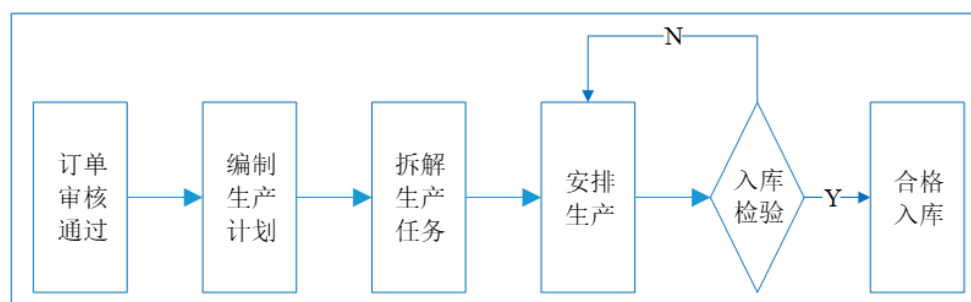 N
订单
审核
通过
编制
生产
计划
拆解
生产
任务
安排
生产
入库
检验
Y
合格
入库